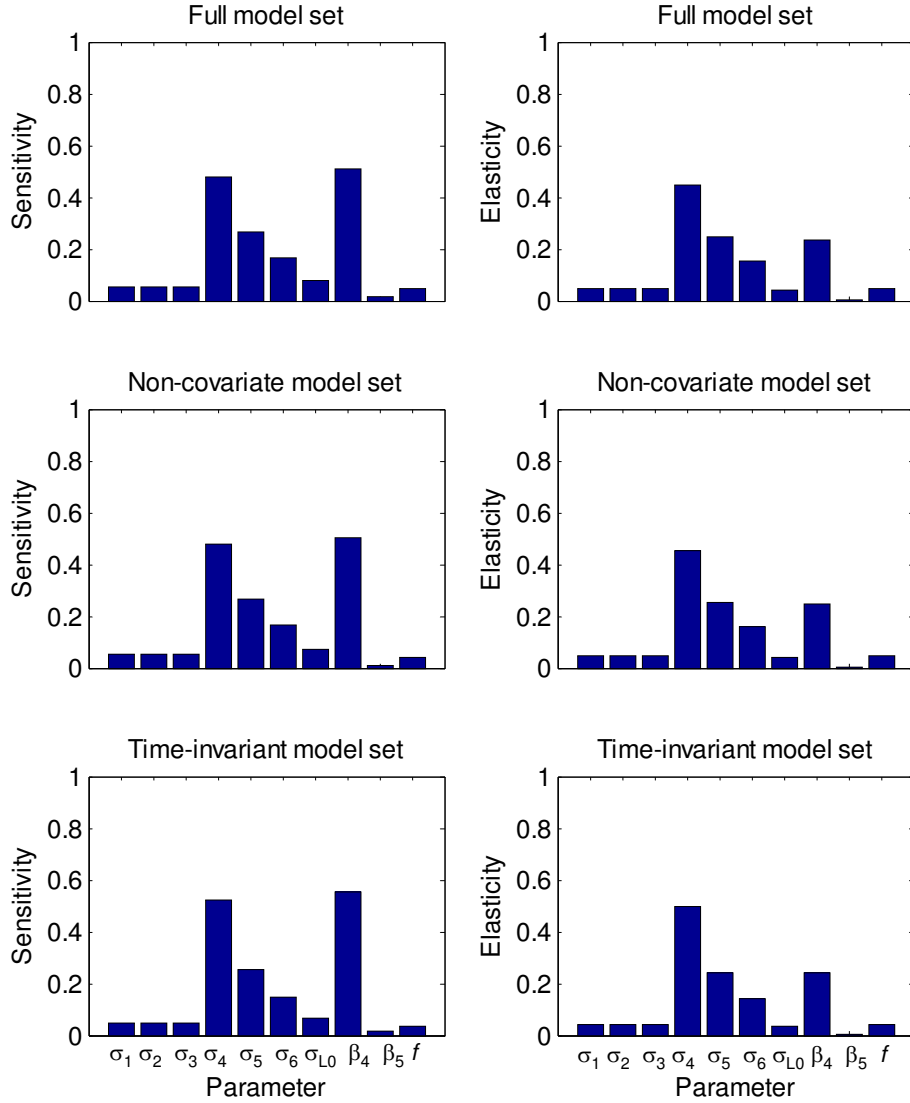 Full model set
1
0.8
0.6
0.4
0.2
0
Sensitivity
Full model set
1
0.8
0.6
0.4
0.2
0
Elasticity
Non-covariate model set
1
0.8
0.6
0.4
0.2
0
Sensitivity
Non-covariate model set
1
0.8
0.6
0.4
0.2
0
Elasticity
Time-invariant model set
1
0.8
0.6
0.4
0.2
0
Sensitivity
σ1 σ2 σ3 σ4 σ5 σ6 σL0 β4 β5 f
Parameter
Time-invariant model set
1
0.8
0.6
0.4
0.2
0
Elasticity
σ1 σ2 σ3 σ4 σ5 σ6 σL0 β4 β5 f
Parameter